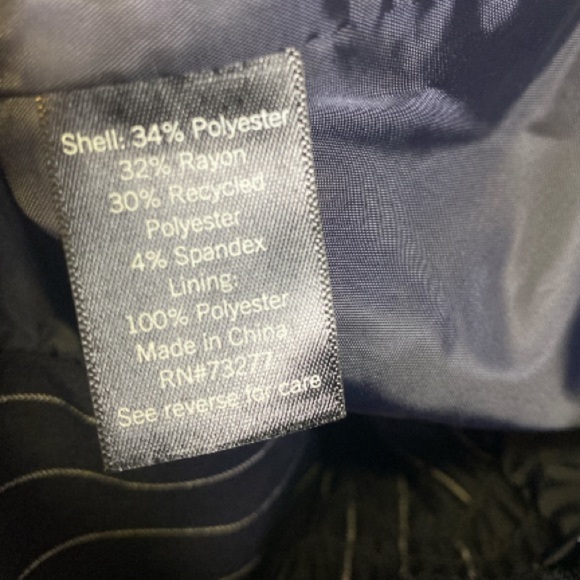 Shell: 34% Polyester
32% Rayon
30% Recycled
Polyester
4% Spandex
Lining:
100% Polyester
Made in China
RN#73277
See reverse for care